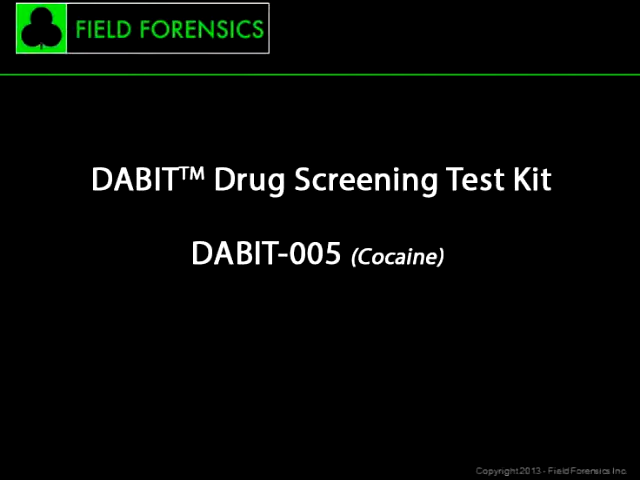 FIELD FORENSICS
DABIT™ Drug Screening Test Kit
DABIT-005 (Cocaine)
Copyright 2013 - Field Forensics Inc.